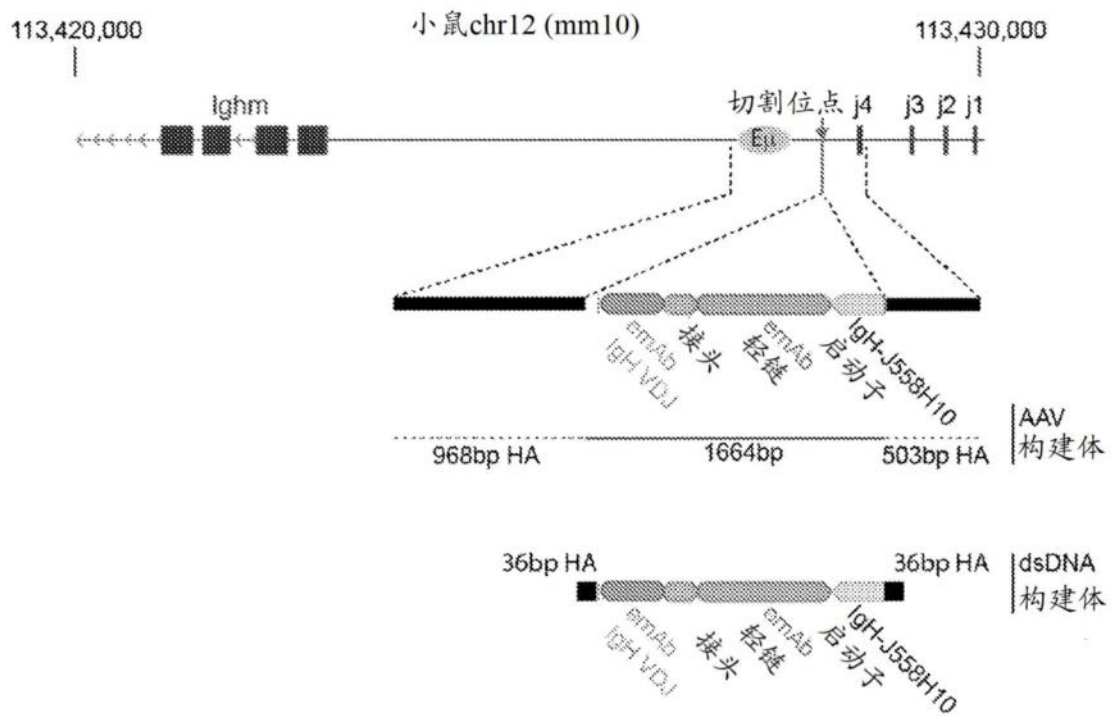 小鼠chr12 (mm10)
113,420,000
113,430,000
Ighm
切割位点
j4
j3
j2
j1
Eμ
emAb
IgH VDJ
接头
emAb
轻链
IgH-J558H10
启动子
968bp HA
1664bp
503bp HA
AAV
构建体
36bp HA
36bp HA
dsDNA
构建体
emAb
IgH VDJ
接头
emAb
轻链
IgH-J558H10
启动子